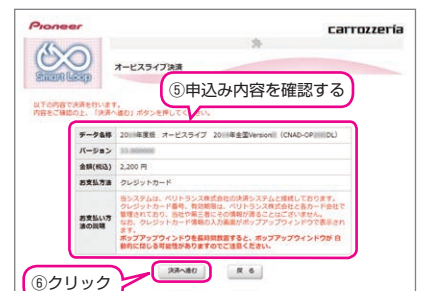 Pioneer
carrozzeria
Smart Loop
オービスライブ決済
⑤申込み内容を確認する
以下の内容で決済を行います。
内容をご確認の上、「決済へ進む」ボタンを押してください。
データ名称 20 年度版 オービスライブ 20 年全国Version (CNAD-OP DL)
バージョン
金額(税込) 2,200 円
お支払方法 クレジットカード
お支払い方法の説明
当システムは、ベリトランス株式会社の決済システムと接続しております。
クレジットカード番号、有効期限は、ベリトランス株式会社と各カード会社で
管理されており、当社や第三者にその情報が渡ることはございません。
なお、クレジットカード情報の入力画面がポップアップウィンドウで表示され
ます。
ポップアップウィンドウを長時間放置すると、ポップアップウィンドウが 自
動的に閉じる可能性がありますのでご注意ください。
決済へ進む 戻 る
⑥クリック